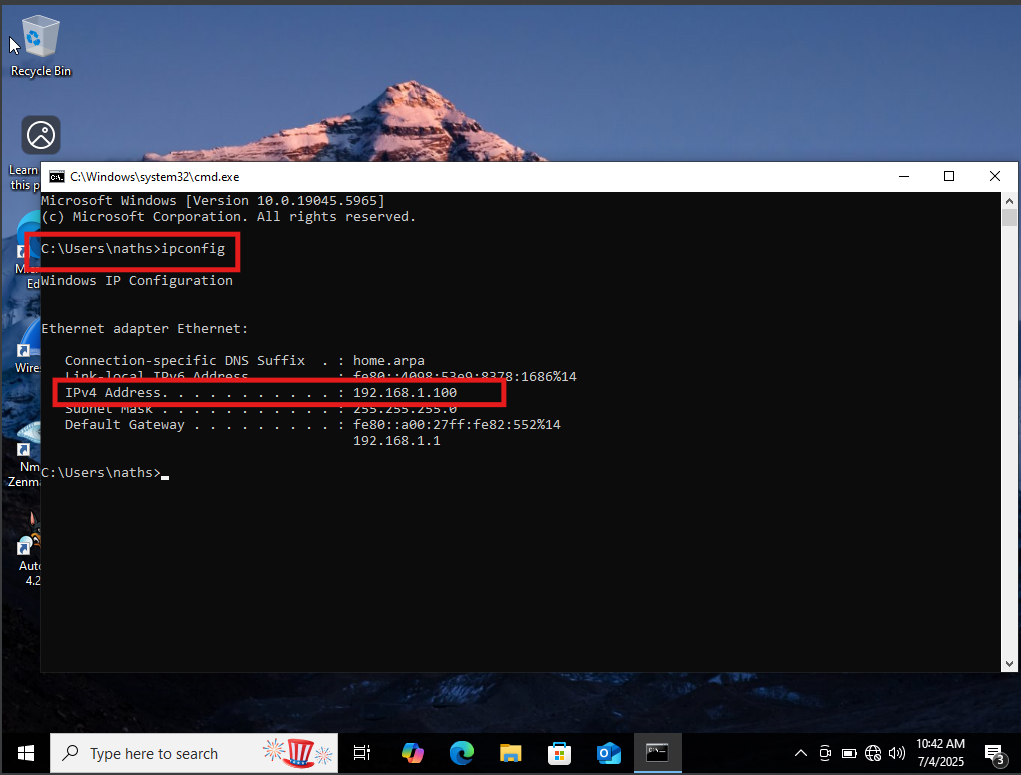 Recycle Bin
Learn
this p
C:\Windows\system32\cmd.exe
Microsoft Windows [Version 10.0.19045.5965]
(c) Microsoft Corporation. All rights reserved.
C:\Users\naths>ipconfig
Windows IP Configuration
Ethernet adapter Ethernet:
Connection-specific DNS Suffix . : home.arpa
Link-local IPv6 Address . . . . . : fe80::4098:53e9:8378:1686%14
IPv4 Address. . . . . . . . . . . : 192.168.1.100
Subnet Mask . . . . . . . . . . . : 255.255.255.0
Default Gateway . . . . . . . . . : fe80::a00:27ff:fe82:552%14
192.168.1.1
C:\Users\naths>
Ed
Wire
Nm
Zenma
Auto
4.2
Type here to search
10:42 AM
7/4/2025
3